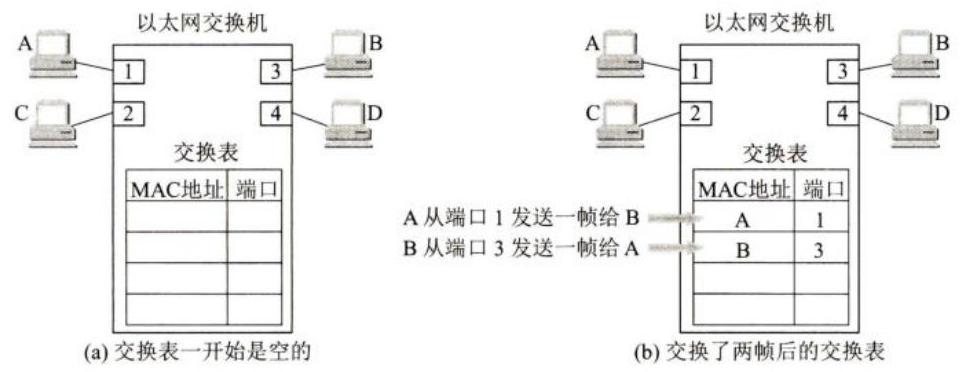 以太网交换机
A
B
1
3
C
2
4
D
交换表
MAC地址 端口
(a) 交换表一开始是空的
以太网交换机
A
B
1
3
C
2
4
D
交换表
MAC地址 端口
A 从端口 1 发送一帧给 B
A 1
B 从端口 3 发送一帧给 A
B 3
(b) 交换了两帧后的交换表